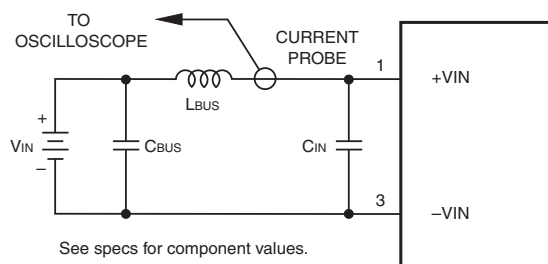 TO
OSCILLOSCOPE
CURRENT
PROBE
1
+VIN
LBUS
+
VIN
CBUS
CIN
−
3
−VIN
See specs for component values.